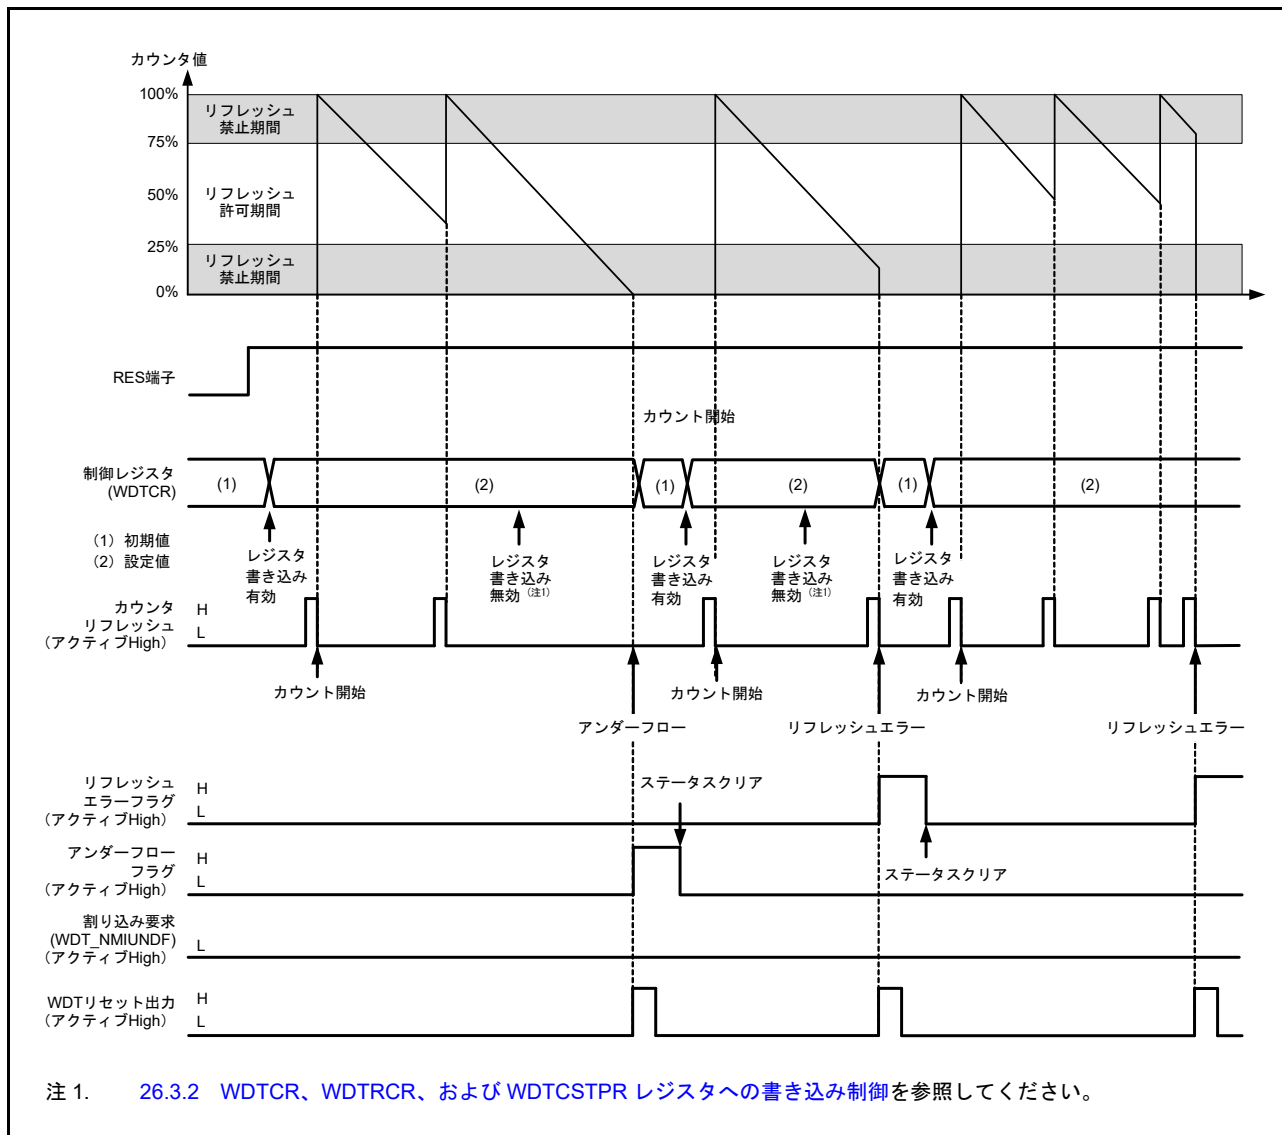 カウンタ値
100%
リフレッシュ
禁止期間
75%
50%
リフレッシュ
許可期間
25%
リフレッシュ
禁止期間
0%
RES端子
カウント開始
制御レジスタ
(WDTCR)
(1)
(2)
(1)
(2)
(1)
(2)
(1) 初期値
(2) 設定値
レジスタ
書き込み
有効
レジスタ
書き込み
無効(注1)
レジスタ
書き込み
有効
レジスタ
書き込み
無効(注1)
レジスタ
書き込み
有効
カウンタ
リフレッシュ
(アクティブHigh)
H
L
カウント開始
カウント開始
カウント開始
アンダーフロー
リフレッシュエラー
リフレッシュエラー
リフレッシュ
エラーフラグ
(アクティブHigh)
H
L
ステータスクリア
アンダーフロー
フラグ
(アクティブHigh)
H
L
ステータスクリア
割り込み要求
(WDT_NMIUNDF)
(アクティブHigh)
L
WDTリセット出力
(アクティブHigh)
H
L
注 1. 26.3.2 WDTCR、WDTRCR、および WDTCSTPR レジスタへの書き込み制御を参照してください。